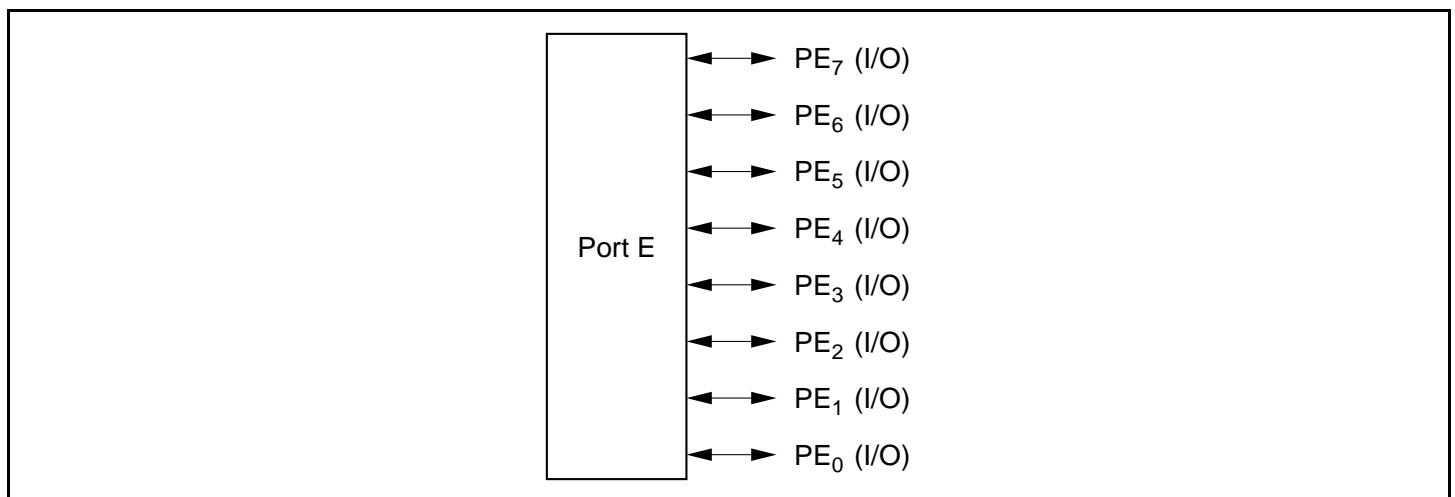 PE₇ (I/O)
PE₆ (I/O)
PE₅ (I/O)
PE₄ (I/O)
Port E
PE₃ (I/O)
PE₂ (I/O)
PE₁ (I/O)
PE₀ (I/O)